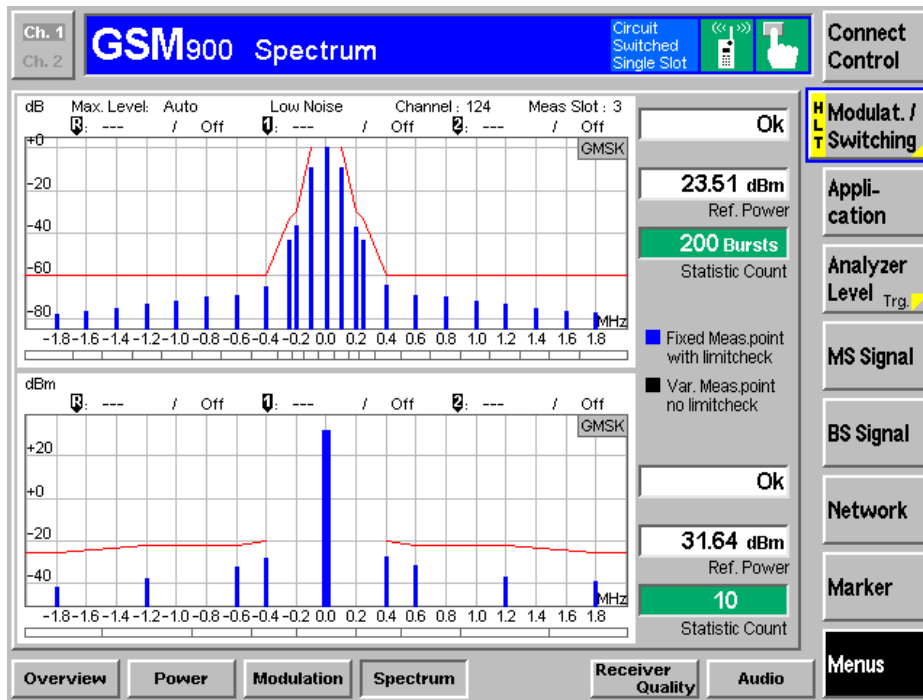 Ch. 1
Ch. 2
GSM900 Spectrum
Circuit
Switched
Single Slot
Connect
Control
dB Max. Level: Auto Low Noise Channel : 124 Meas Slot : 3
R: --- / Off 1: --- / Off 2: --- / Off
GMSK
+0
-20
-40
-60
-80
MHz
-1.8 -1.6 -1.4 -1.2 -1.0 -0.8 -0.6 -0.4 -0.2 0.0 0.2 0.4 0.6 0.8 1.0 1.2 1.4 1.6 1.8
Ok
23.51 dBm
Ref. Power
200 Bursts
Statistic Count
Fixed Meas.point
with limitcheck
Var. Meas.point
no limitcheck
dBm
R: --- / Off 1: --- / Off 2: --- / Off
GMSK
+20
+0
-20
-40
MHz
-1.8 -1.6 -1.4 -1.2 -1.0 -0.8 -0.6 -0.4 -0.2 0.0 0.2 0.4 0.6 0.8 1.0 1.2 1.4 1.6 1.8
Ok
31.64 dBm
Ref. Power
10
Statistic Count
HLT
Modulat. /
Switching
Appli-
cation
Analyzer
Level Trg.
MS Signal
BS Signal
Network
Marker
Menus
Overview
Power
Modulation
Spectrum
Receiver
Quality
Audio